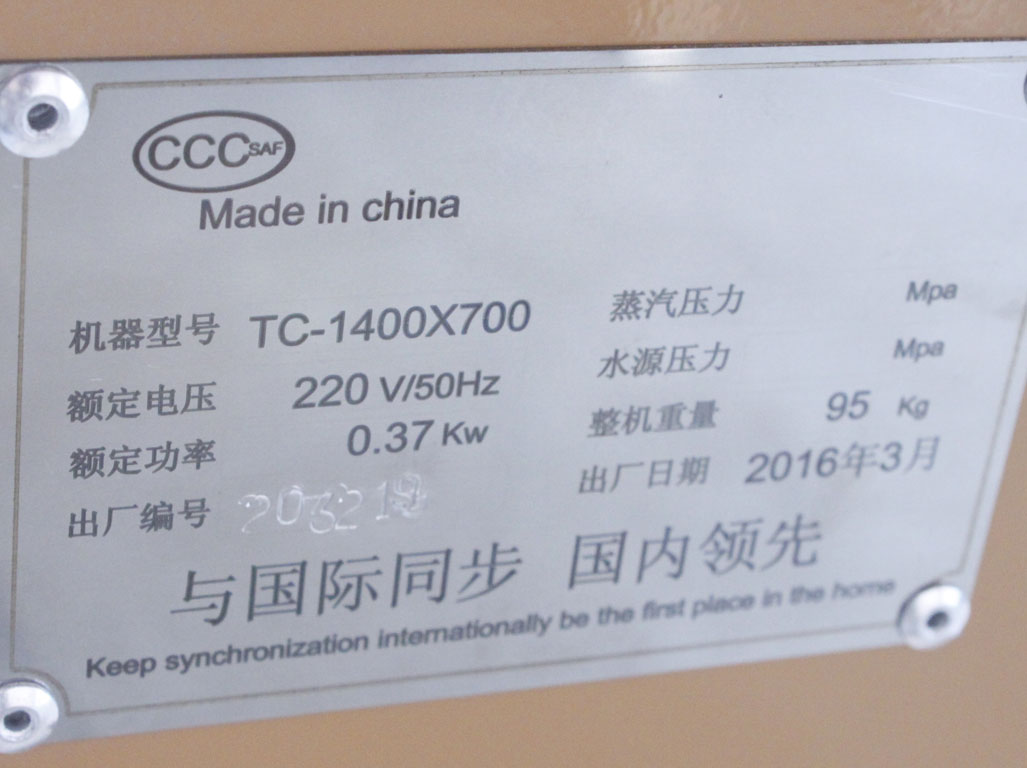 CCC SAF
Made in china
机器型号 TC-1400X700
额定电压 220 V/50Hz
额定功率 0.37 Kw
出厂编号
蒸汽压力 Mpa
水源压力 Mpa
整机重量 95 Kg
出厂日期 2016年3月
与国际同步 国内领先
Keep synchronization internationally be the first place in the home